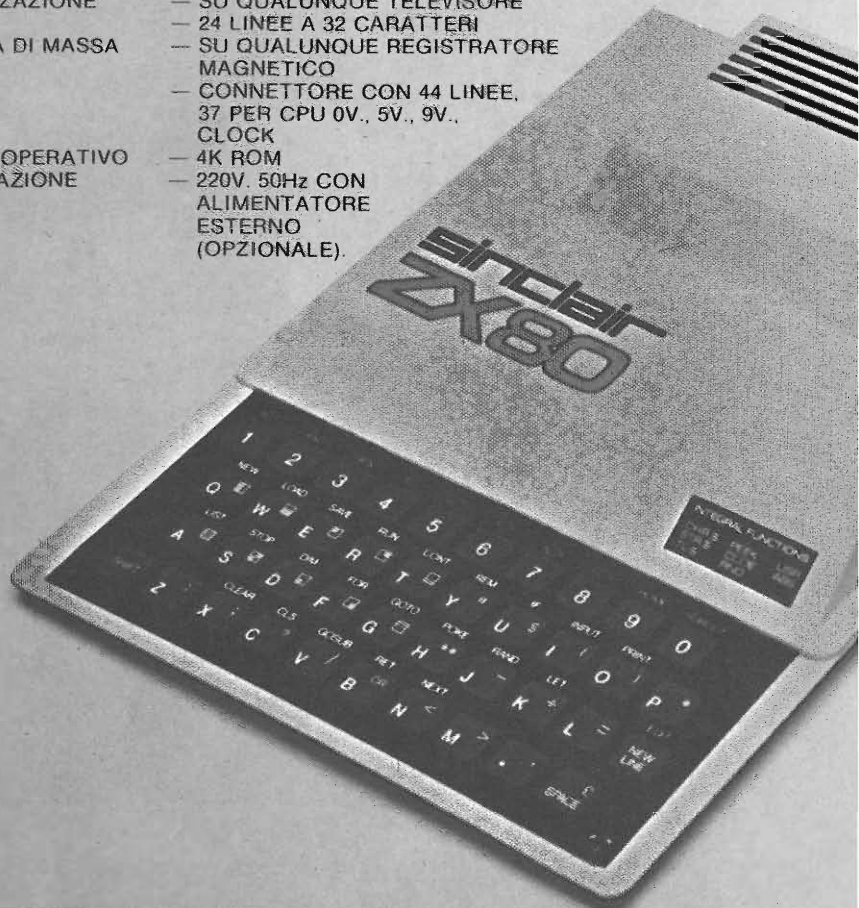 ZAZIONE — SU QUALUNQUE TELEVISORE
— 24 LINEE A 32 CARATTERI
A DI MASSA — SU QUALUNQUE REGISTRATORE
MAGNETICO
— CONNETTORE CON 44 LINEE,
37 PER CPU 0V., 5V., 9V.,
CLOCK
OPERATIVO — 4K ROM
AZIONE — 220V. 50Hz CON
ALIMENTATORE
ESTERNO
(OPZIONALE).
sinclair
ZX80
INTEGRAL FUNCTIONS
1 2 3 4 5 6 7 8 9 0
NEW LOAD SAVE RUN CONT REM INPUT PRINT
Q W E R T Y " U $ I ( O ) P *
LIST STOP DIM FOR GOTO POKE RAND LET EDIT
A S D F G H ** J - K + L = NEW LINE
SHIFT CLEAR CLS GOSUB RET NEXT £
Z : X ; C ? V / B OR N < M > . , SPACE